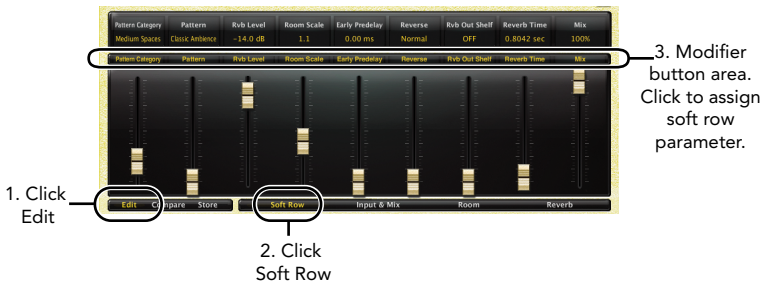 Pattern Category Pattern Rvb Level Room Scale Early Predelay Reverse Rvb Out Shelf Reverb Time Mix
Medium Spaces Classic Ambience −14.0 dB 1.1 0.00 ms Normal OFF 0.8042 sec 100%
Pattern Category Pattern Rvb Level Room Scale Early Predelay Reverse Rvb Out Shelf Reverb Time Mix
3. Modifier
button area.
Click to assign
soft row
parameter.
1. Click
Edit
Edit Compare Store Soft Row Input & Mix Room Reverb
2. Click
Soft Row